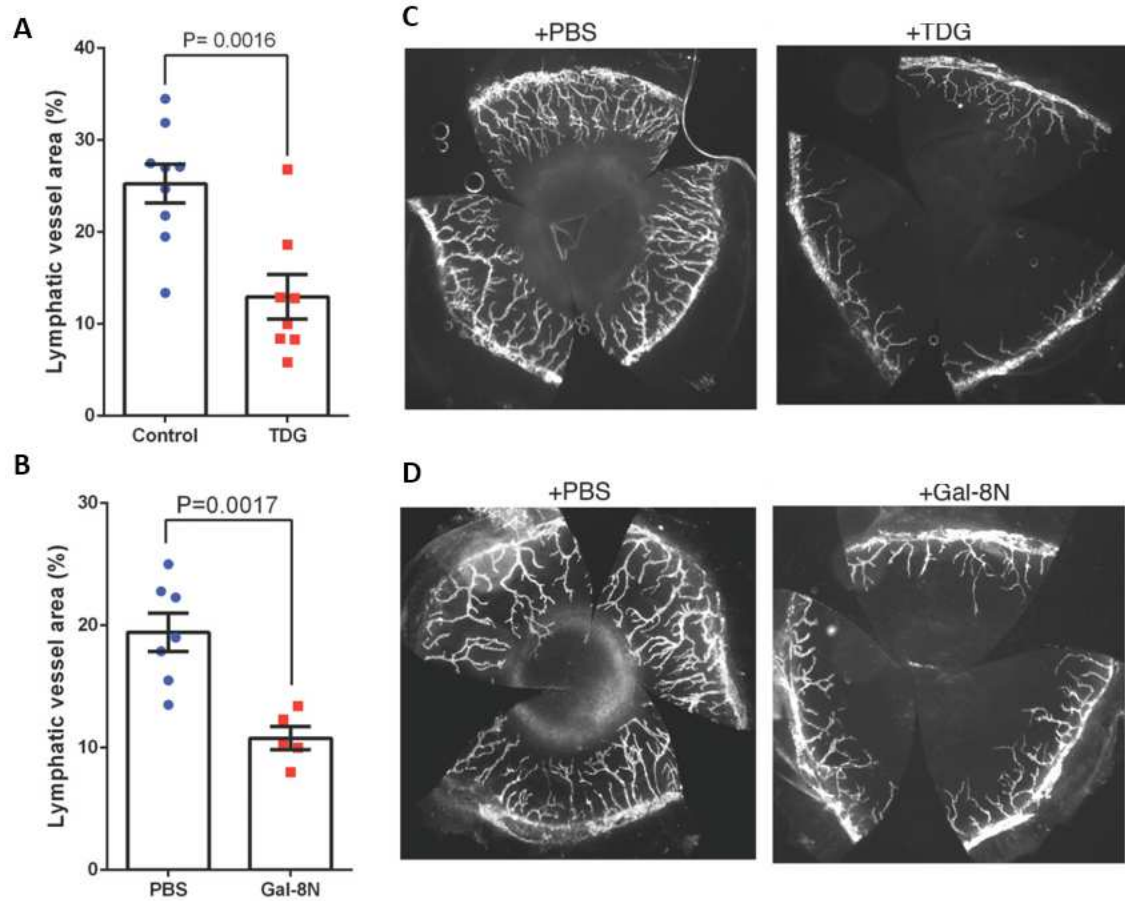 A
P= 0.0016
Lymphatic vessel area (%)
40
30
20
10
0
Control
TDG
B
P=0.0017
Lymphatic vessel area (%)
30
20
10
0
PBS
Gal-8N
C
+PBS
+TDG
D
+PBS
+Gal-8N